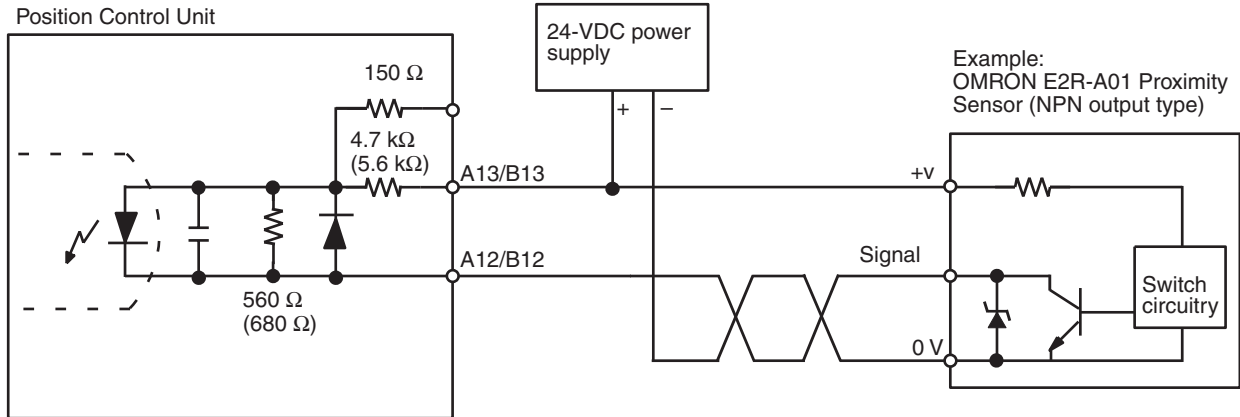 Position Control Unit
24-VDC power
supply
Example:
OMRON E2R-A01 Proximity
Sensor (NPN output type)
150 Ω
+
−
4.7 kΩ
(5.6 kΩ)
A13/B13
+v
A12/B12
Signal
Switch
circuitry
560 Ω
(680 Ω)
0 V